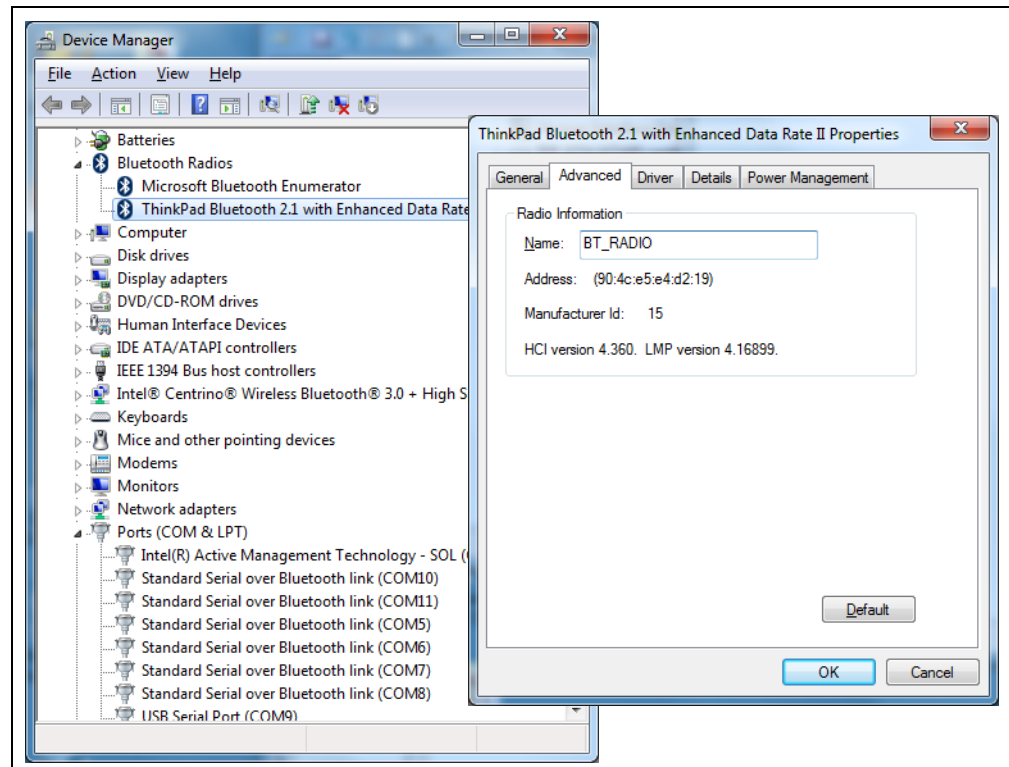 Device Manager
File Action View Help
Batteries
Bluetooth Radios
Microsoft Bluetooth Enumerator
ThinkPad Bluetooth 2.1 with Enhanced Data Rate
Computer
Disk drives
Display adapters
DVD/CD-ROM drives
Human Interface Devices
IDE ATA/ATAPI controllers
IEEE 1394 Bus host controllers
Intel® Centrino® Wireless Bluetooth® 3.0 + High S
Keyboards
Mice and other pointing devices
Modems
Monitors
Network adapters
Ports (COM & LPT)
Intel(R) Active Management Technology - SOL (
Standard Serial over Bluetooth link (COM10)
Standard Serial over Bluetooth link (COM11)
Standard Serial over Bluetooth link (COM5)
Standard Serial over Bluetooth link (COM6)
Standard Serial over Bluetooth link (COM7)
Standard Serial over Bluetooth link (COM8)
USB Serial Port (COM9)
ThinkPad Bluetooth 2.1 with Enhanced Data Rate II Properties
General Advanced Driver Details Power Management
Radio Information
Name: BT_RADIO
Address: (90:4c:e5:e4:d2:19)
Manufacturer Id: 15
HCI version 4.360. LMP version 4.16899.
Default
OK Cancel